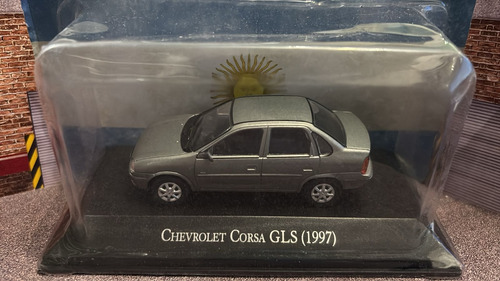 CHEVROLET CORSA GLS (1997)